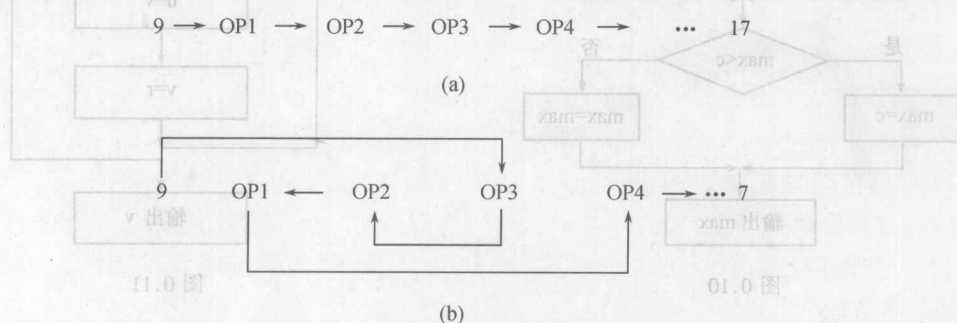 9 → OP1 → OP2 → OP3 → OP4 → ... 17
(a)
9 OP1 ← OP2 OP3 OP4 → ... 7
(b)